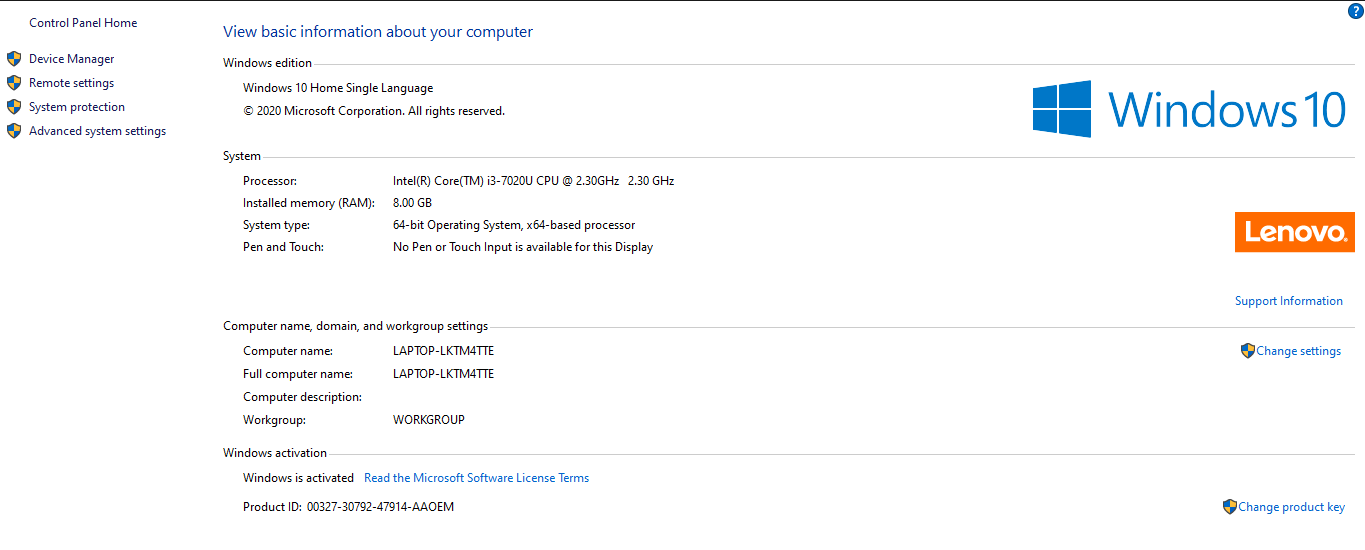 Control Panel Home
Device Manager
Remote settings
System protection
Advanced system settings
?
View basic information about your computer
Windows edition
Windows 10 Home Single Language
© 2020 Microsoft Corporation. All rights reserved.
Windows 10
System
Processor: Intel(R) Core(TM) i3-7020U CPU @ 2.30GHz 2.30 GHz
Installed memory (RAM): 8.00 GB
System type: 64-bit Operating System, x64-based processor
Pen and Touch: No Pen or Touch Input is available for this Display
Lenovo.
Support Information
Computer name, domain, and workgroup settings
Computer name: LAPTOP-LKTM4TTE
Change settings
Full computer name: LAPTOP-LKTM4TTE
Computer description:
Workgroup: WORKGROUP
Windows activation
Windows is activated Read the Microsoft Software License Terms
Product ID: 00327-30792-47914-AAOEM
Change product key